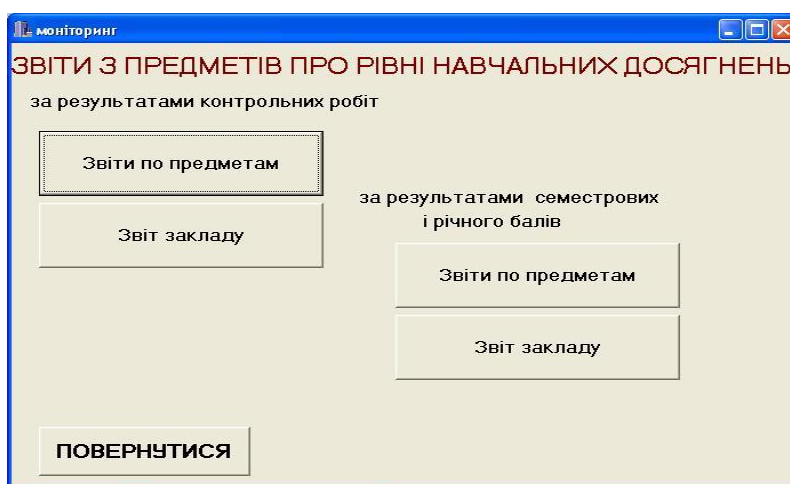 моніторинг
ЗВІТИ З ПРЕДМЕТІВ ПРО РІВНІ НАВЧАЛЬНИХ ДОСЯГНЕНЬ
за результатами контрольних робіт
Звіти по предметам
Звіт закладу
за результатами семестрових
і річного балів
Звіти по предметам
Звіт закладу
ПОВЕРНУТИСЯ